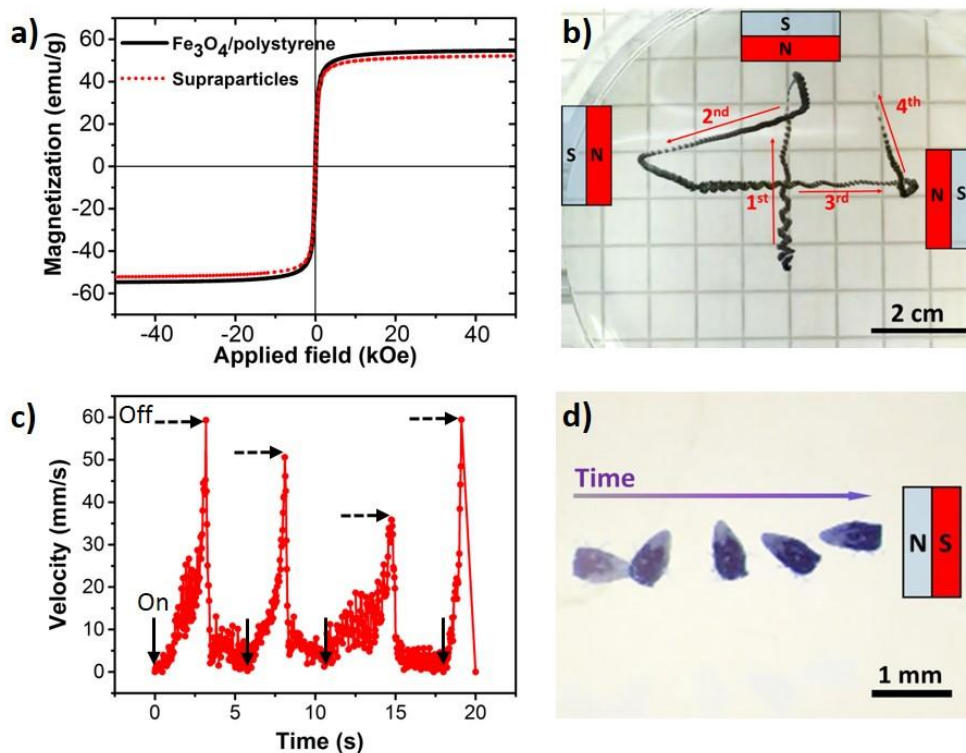 a)
Fe₃O₄/polystyrene
Supraparticles
Magnetization (emu/g)
60
40
20
0
-20
-40
-60
-40 -20 0 20 40
Applied field (kOe)
b)
S
N
2nd
4th
S N
1st
3rd
N S
2 cm
c)
Off
On
Velocity (mm/s)
60
50
40
30
20
10
0
0 5 10 15 20
Time (s)
d)
Time
N S
1 mm